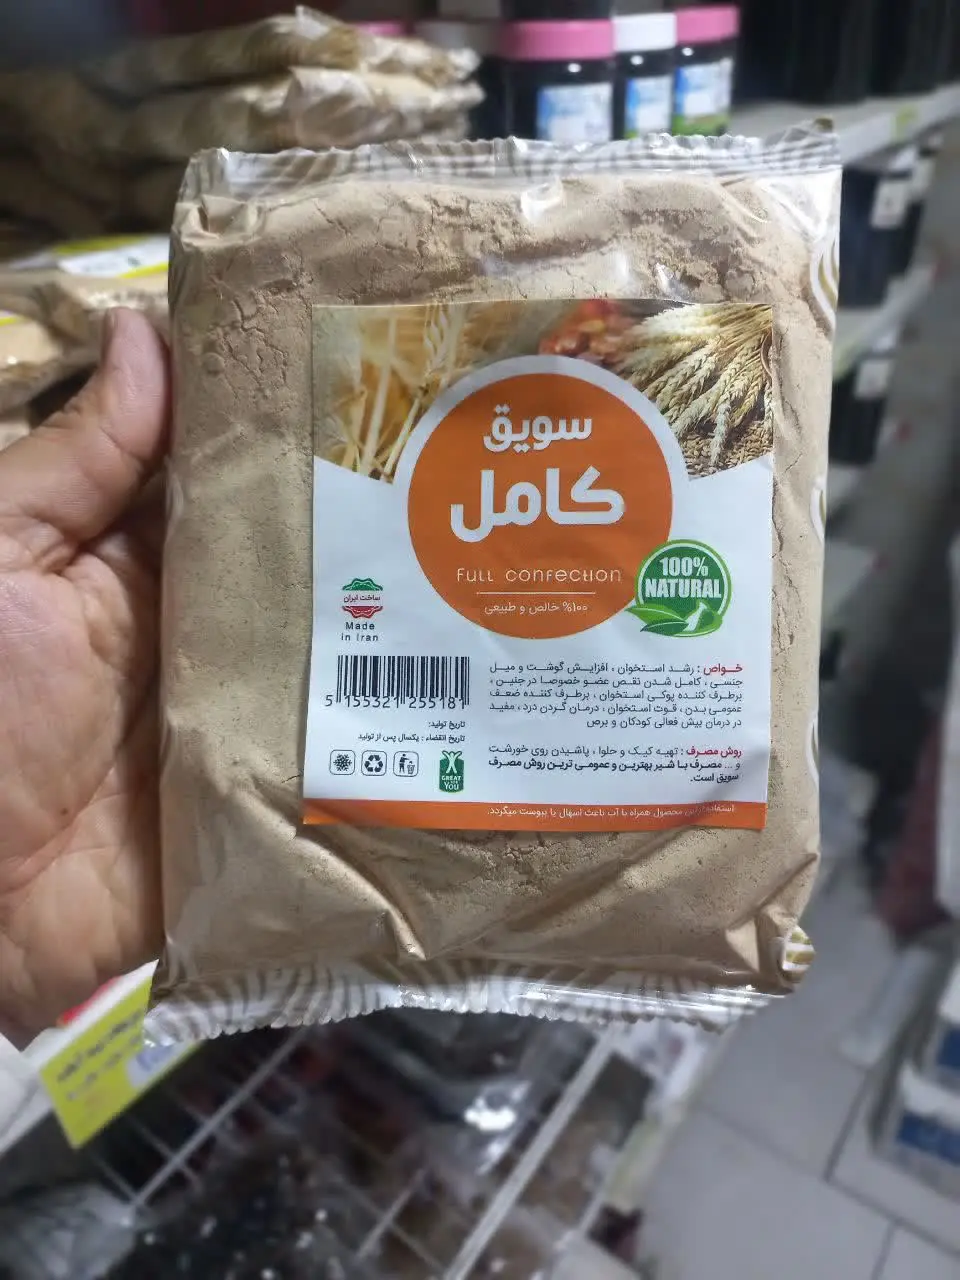 سویق
کامل
FULL CONFECTION
%۱۰۰ خالص و طبیعی
100%
NATURAL
ساخت ایران
Made
in Iran
5 155321 255181
خواص : رشد استخوان ، افزایش گوشت و میل
جنسی ، کامل شدن نقص عضو خصوصا در جنین ،
برطرف کننده پوکی استخوان ، برطرف کننده ضعف
عمومی بدن ، قوت استخوان ، درمان گردن درد ، مفید
در درمان بیش فعالی کودکان و برص
تاریخ تولید:
تاریخ انقضاء : یکسال پس از تولید
روش مصرف : تهیه کیک و حلوا ، پاشیدن روی خورشت
و ... مصرف با شیر بهترین و عمومی ترین روش مصرف
سویق است.
GREAT
You
استفاده از این محصول همراه با آب باعث اسهال یا یبوست میگردد.